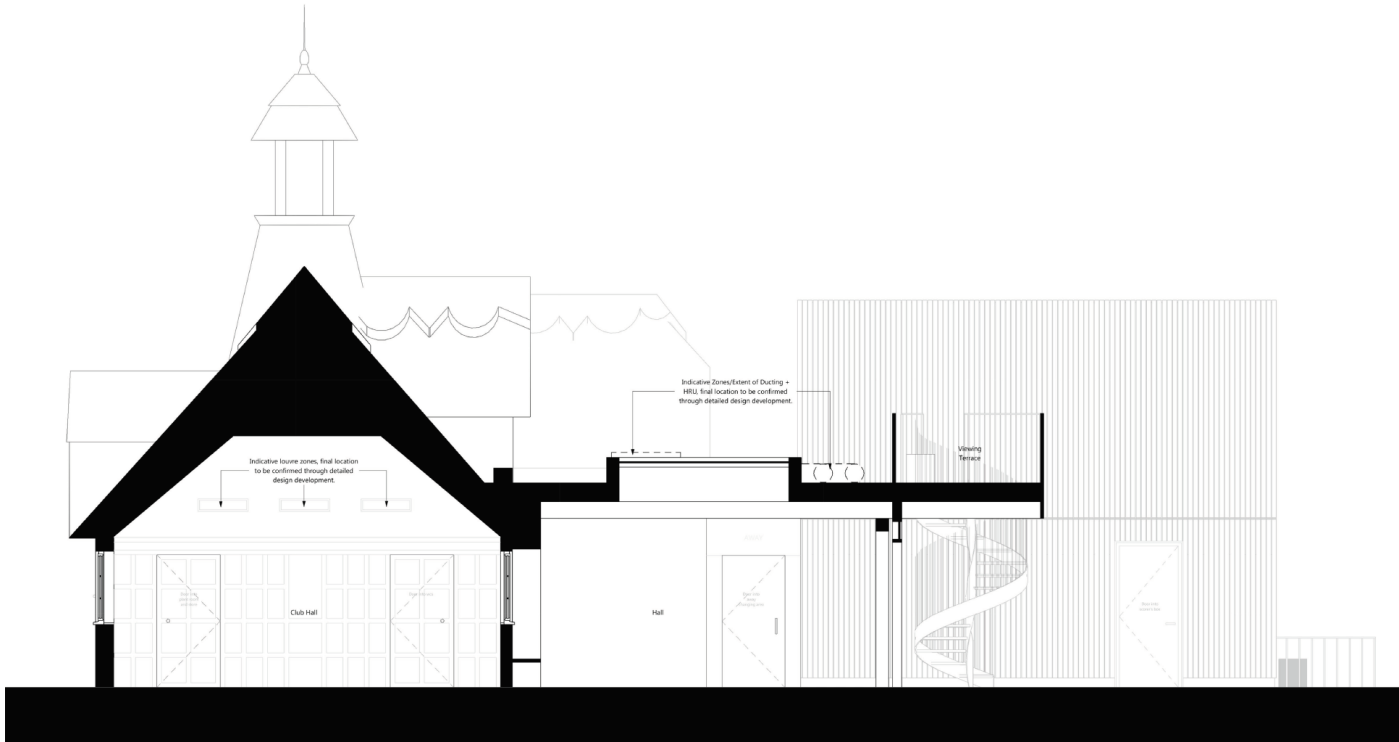 Indicative Zones/Extent of Ducting +
HRU, final location to be confirmed
through detailed design development.
Viewing
Terrace
Indicative louvre zones, final location
to be confirmed through detailed
design development.
Club Hall
Hall